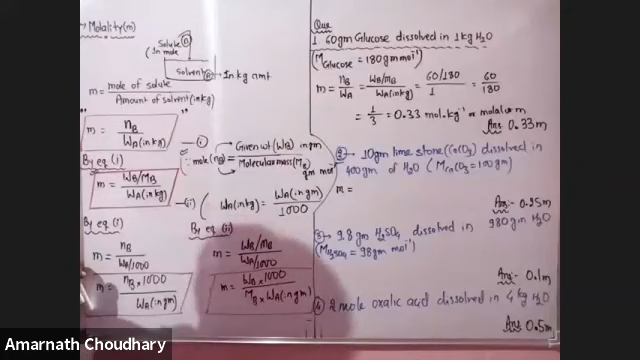 Molality (m)
Solute (B)
(In mole)
Solvent (A) → In kg amt
m = mole of solute / Amount of solvent (in kg)
m = nB / WA (in kg) — (i)
∵ mole (nB) = Given wt (WB) in gm / Molecular mass (MB) gm mol⁻¹
By eq (i)
m = WB/MB / WA (in kg) — (ii)
( WA (in kg) = WA (in gm) / 1000
By eq (i)
m = nB / WA/1000
m = nB × 1000 / WA (in gm)
By eq (ii)
m = WB/MB / WA/1000
m = WB × 1000 / MB × WA (in gm)
Que
1 60gm Glucose dissolved in 1 kg H2O
(MGlucose = 180 gm mol⁻¹)
m = nB / WA = WB/MB / WA (in kg) = 60/180 / 1 = 60 / 180
= 1/3 = 0.33 mol.kg⁻¹ or molal or m
Ans 0.33m
2 → 10gm lime stone (CaCO3) dissolved in
400gm of H2O (MCaCO3 = 100gm)
m =
Ans:- 0.25m
3 → 9.8gm H2SO4 dissolved in 980gm H2O
(MH2SO4 = 98gm mol⁻¹)
Ans:- 0.1m
4 → 2 mole oxalic acid dissolved in 4 kg H2O
Ans 0.5m
Amarnath Choudhary